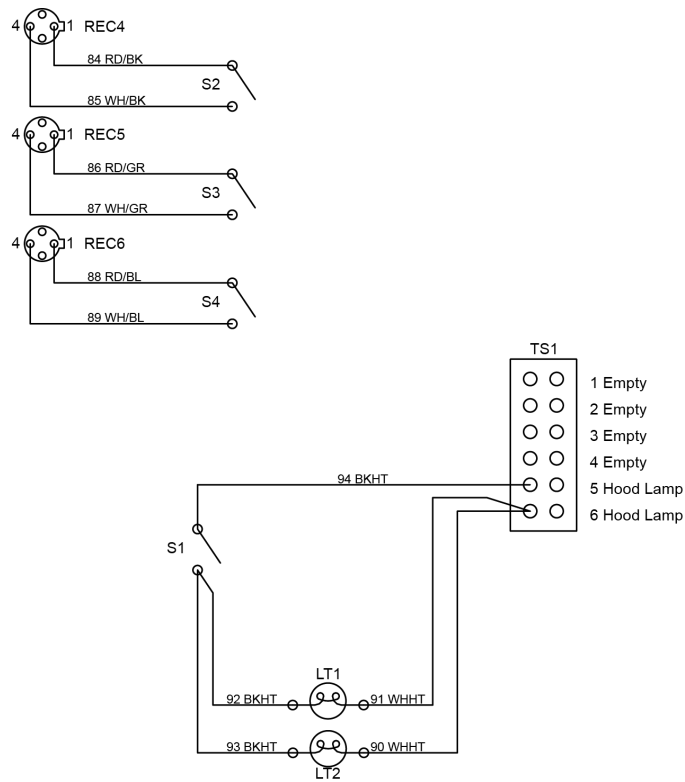 4 1 REC4
84 RD/BK
S2
85 WH/BK
4 1 REC5
86 RD/GR
S3
87 WH/GR
4 1 REC6
88 RD/BL
S4
89 WH/BL
TS1
1 Empty
2 Empty
3 Empty
4 Empty
94 BKHT
5 Hood Lamp
6 Hood Lamp
S1
LT1
92 BKHT 91 WHHT
93 BKHT 90 WHHT
LT2